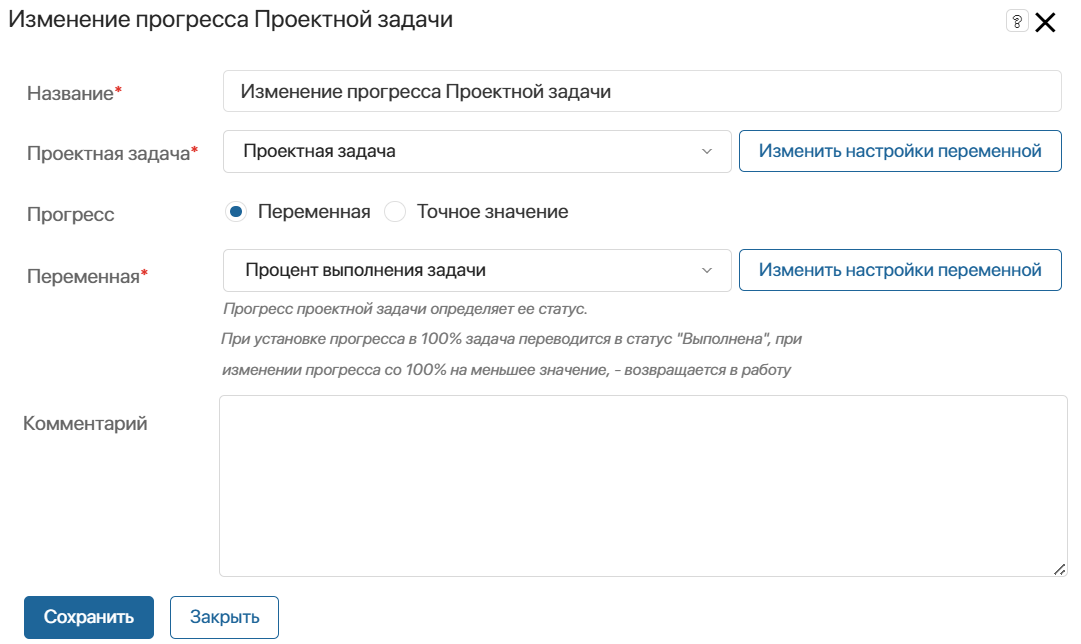 Изменение прогресса Проектной задачи
?
Название*
Изменение прогресса Проектной задачи
Проектная задача*
Проектная задача
Изменить настройки переменной
Прогресс
Переменная
Точное значение
Переменная*
Процент выполнения задачи
Изменить настройки переменной
Прогресс проектной задачи определяет ее статус.
При установке прогресса в 100% задача переводится в статус "Выполнена", при
изменении прогресса со 100% на меньшее значение, - возвращается в работу
Комментарий
Сохранить
Закрыть